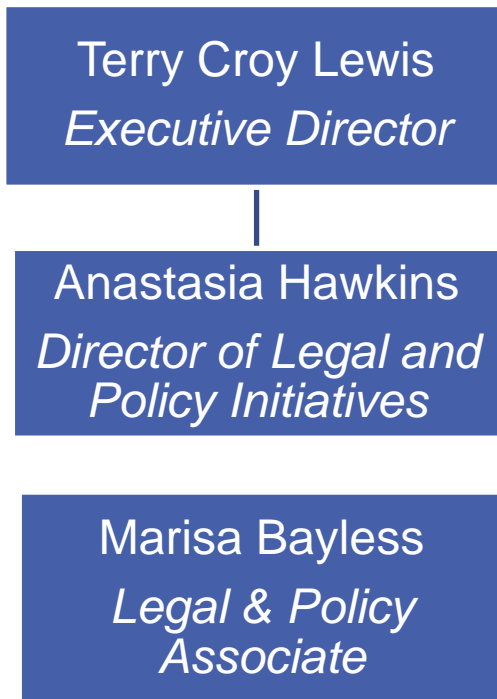 Terry Croy Lewis
Executive Director
Anastasia Hawkins
Director of Legal and
Policy Initiatives
Marisa Bayless
Legal & Policy
Associate